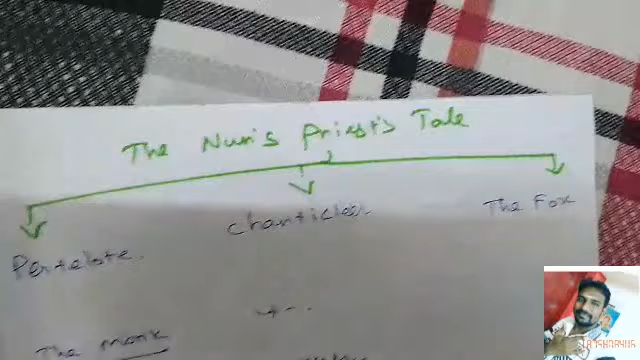 The Nun's Priest's Tale
Pertelote. Chanticleer. The Fox
The Monk